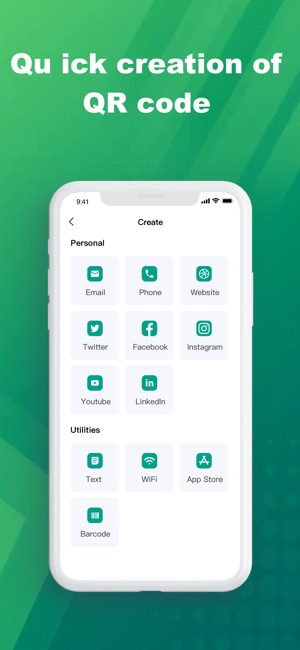 Qu ick creation of
QR code
9:41
Create
Personal
Email Phone Website
Twitter Facebook Instagram
Youtube LinkedIn
Utilities
Text WiFi App Store
Barcode